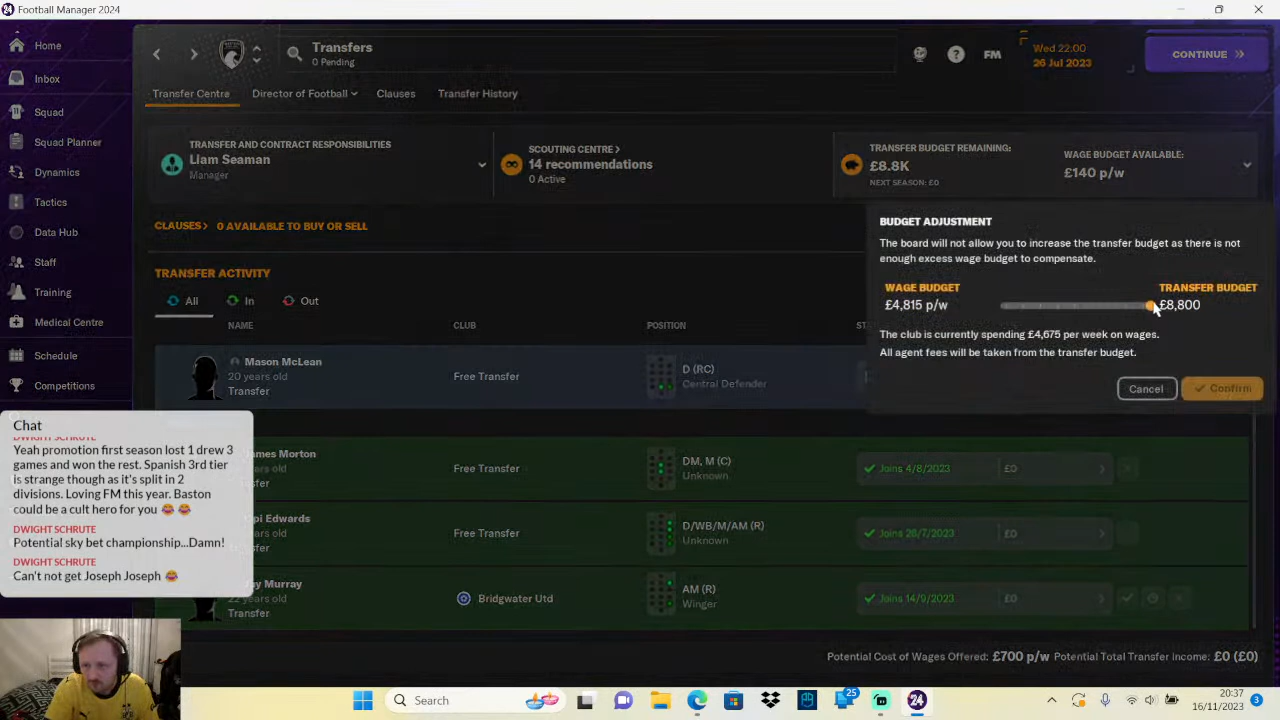 Football Manager 2024
Home
Inbox
Squad
Squad Planner
Dynamics
Tactics
Data Hub
Staff
Training
Medical Centre
Schedule
Competitions
Transfers
0 Pending
FM
Wed 22:00
26 Jul 2023
CONTINUE
Transfer Centre
Director of Football
Clauses
Transfer History
TRANSFER AND CONTRACT RESPONSIBILITIES
Liam Seaman
Manager
SCOUTING CENTRE >
14 recommendations
0 Active
TRANSFER BUDGET REMAINING:
£8.8K
NEXT SEASON: £0
WAGE BUDGET AVAILABLE:
£140 p/w
CLAUSES > 0 AVAILABLE TO BUY OR SELL
BUDGET ADJUSTMENT
The board will not allow you to increase the transfer budget as there is not
enough excess wage budget to compensate.
WAGE BUDGET
£4,815 p/w
TRANSFER BUDGET
£8,800
The club is currently spending £4,675 per week on wages.
All agent fees will be taken from the transfer budget.
Cancel
Confirm
TRANSFER ACTIVITY
All
In
Out
NAME
CLUB
POSITION
Mason McLean
20 years old
Transfer
Free Transfer
D (RC)
Central Defender
Morton
Free Transfer
DM, M (C)
Unknown
Joins 4/8/2023
£0
Edwards
Free Transfer
D/WB/M/AM (R)
Unknown
£0
Murray
22 years old
Transfer
Bridgwater Utd
AM (R)
Winger
Joins 14/9/2023
£0
Potential Cost of Wages Offered: £700 p/w Potential Total Transfer Income: £0 (£0)
Chat
DWIGHT SCHRUTE
Yeah promotion first season lost 1 drew 3
games and won the rest. Spanish 3rd tier
is strange though as it's split in 2
divisions. Loving FM this year. Baston
could be a cult hero for you 😂 😂
DWIGHT SCHRUTE
Potential sky bet championship...Damn!
DWIGHT SCHRUTE
Can't not get Joseph Joseph 😂
Search
25
24
20:37
16/11/2023
3